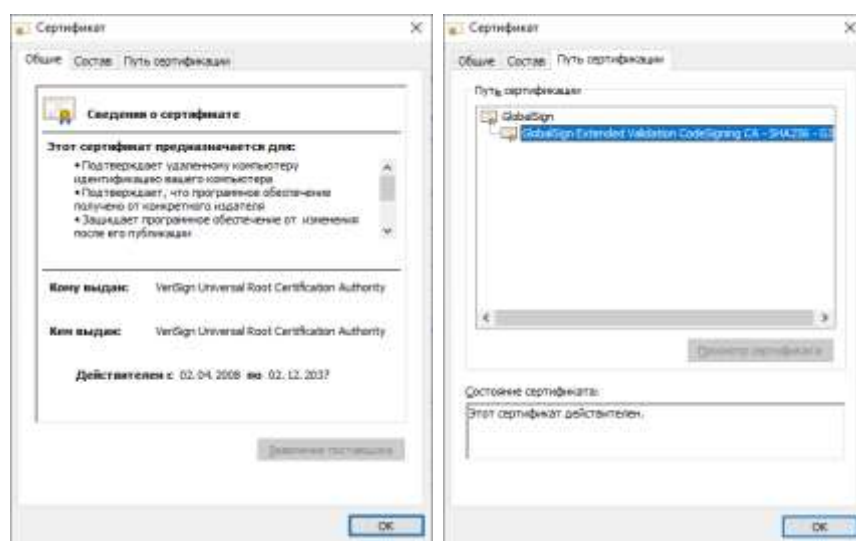 Сертификат
Общие Состав Путь сертификации
Сведения о сертификате
Этот сертификат предназначается для:
•Подтверждает удаленному компьютеру
идентификацию вашего компьютера
•Подтверждает, что программное обеспечение
получено от конкретного издателя
•Защищает программное обеспечение от изменения
после его публикации
Кому выдан: VeriSign Universal Root Certification Authority
Кем выдан: VeriSign Universal Root Certification Authority
Действителен с 02.04.2008 по 02.12.2037
Заявление поставщика
ОК
Сертификат
Общие Состав Путь сертификации
Путь сертификации
GlobalSign
GlobalSign Extended Validation CodeSigning CA - SHA256 - G3
Просмотр сертификата
Состояние сертификата:
Этот сертификат действителен.
ОК